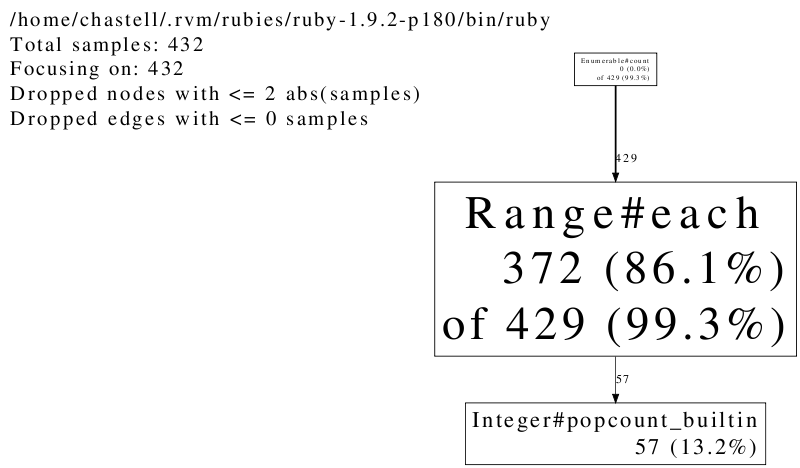 /home/chastell/.rvm/rubies/ruby-1.9.2-p180/bin/ruby
Total samples: 432
Focusing on: 432
Dropped nodes with <= 2 abs(samples)
Dropped edges with <= 0 samples
Enumerable#count
0 (0.0%)
of 429 (99.3%)
429
Range#each
372 (86.1%)
of 429 (99.3%)
57
Integer#popcount_builtin
57 (13.2%)